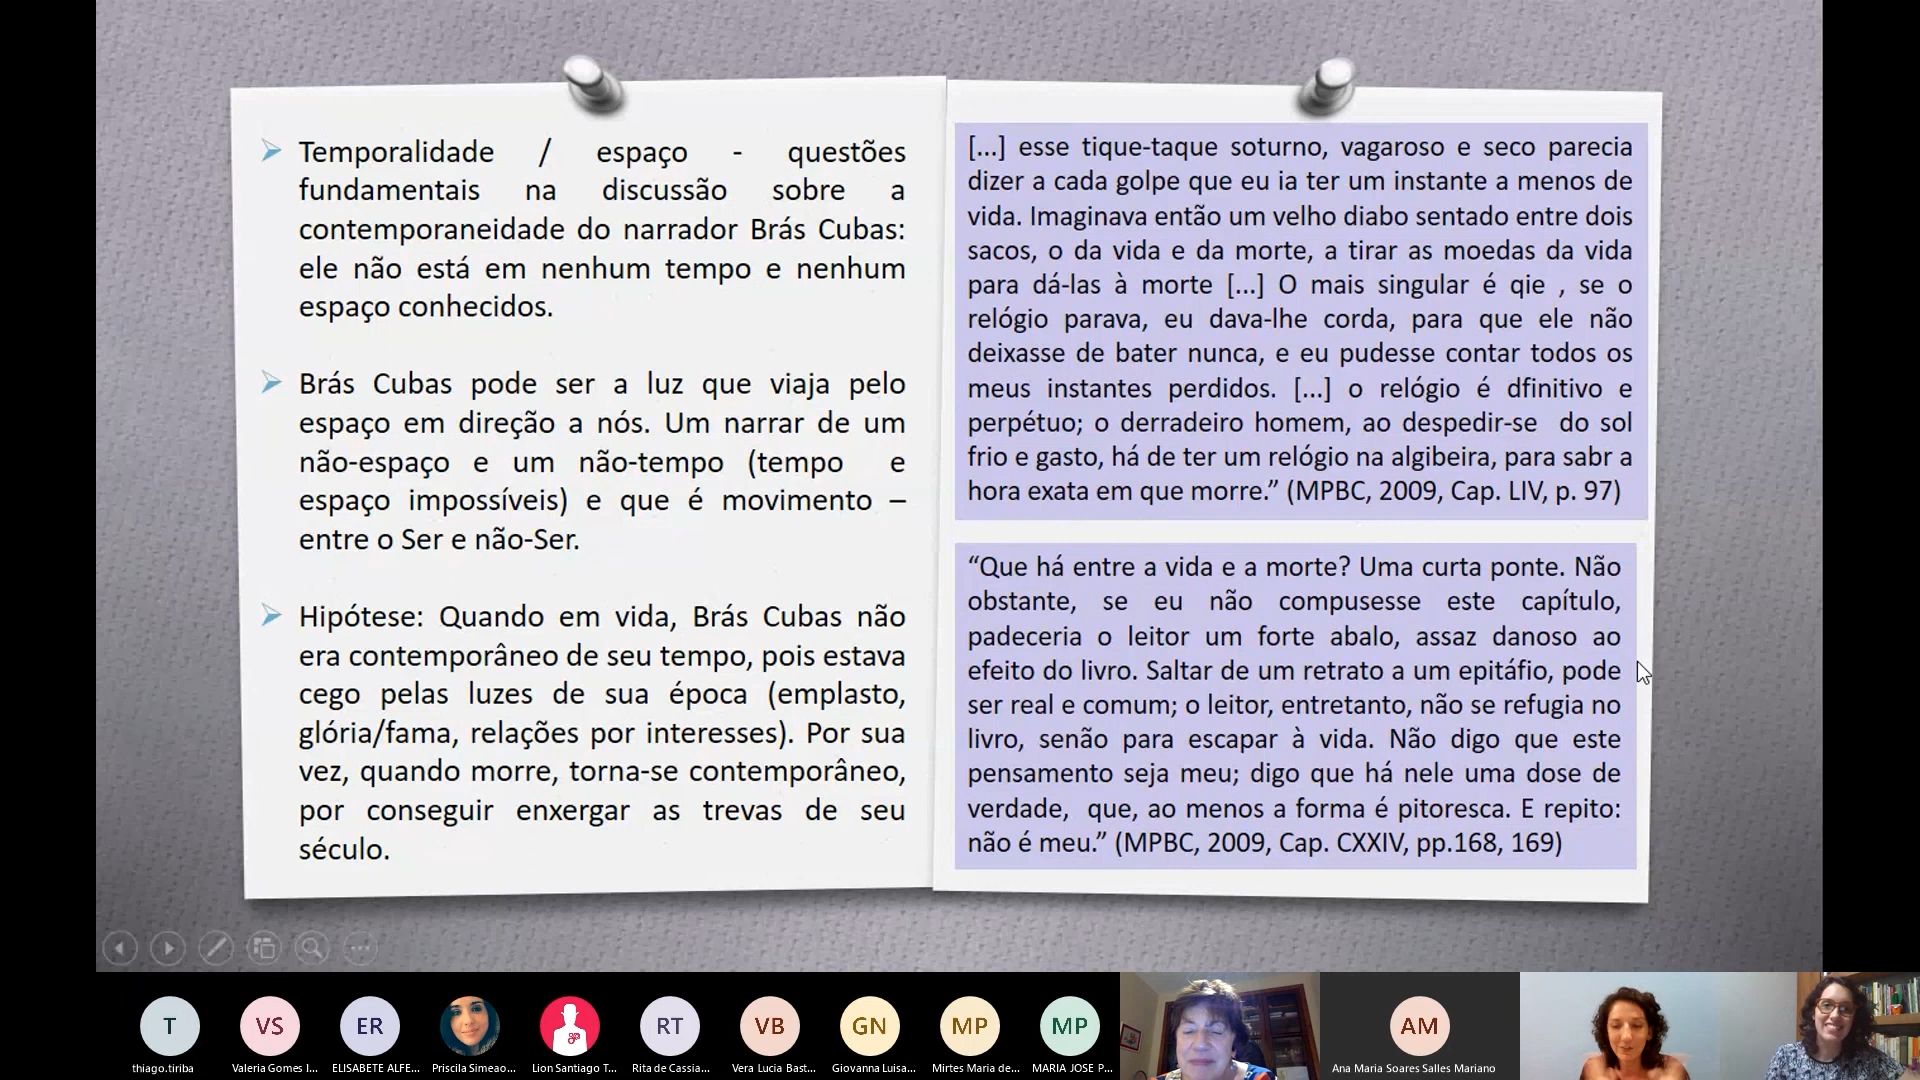 Temporalidade / espaço - questões
fundamentais na discussão sobre a
contemporaneidade do narrador Brás Cubas:
ele não está em nenhum tempo e nenhum
espaço conhecidos.
Brás Cubas pode ser a luz que viaja pelo
espaço em direção a nós. Um narrar de um
não-espaço e um não-tempo (tempo e
espaço impossíveis) e que é movimento –
entre o Ser e não-Ser.
Hipótese: Quando em vida, Brás Cubas não
era contemporâneo de seu tempo, pois estava
cego pelas luzes de sua época (emplasto,
glória/fama, relações por interesses). Por sua
vez, quando morre, torna-se contemporâneo,
por conseguir enxergar as trevas de seu
século.
[...] esse tique-taque soturno, vagaroso e seco parecia
dizer a cada golpe que eu ia ter um instante a menos de
vida. Imaginava então um velho diabo sentado entre dois
sacos, o da vida e da morte, a tirar as moedas da vida
para dá-las à morte [...] O mais singular é qie , se o
relógio parava, eu dava-lhe corda, para que ele não
deixasse de bater nunca, e eu pudesse contar todos os
meus instantes perdidos. [...] o relógio é dfinitivo e
perpétuo; o derradeiro homem, ao despedir-se do sol
frio e gasto, há de ter um relógio na algibeira, para sabr a
hora exata em que morre.” (MPBC, 2009, Cap. LIV, p. 97)
“Que há entre a vida e a morte? Uma curta ponte. Não
obstante, se eu não compusesse este capítulo,
padeceria o leitor um forte abalo, assaz danoso ao
efeito do livro. Saltar de um retrato a um epitáfio, pode
ser real e comum; o leitor, entretanto, não se refugia no
livro, senão para escapar à vida. Não digo que este
pensamento seja meu; digo que há nele uma dose de
verdade, que, ao menos a forma é pitoresca. E repito:
não é meu.” (MPBC, 2009, Cap. CXXIV, pp.168, 169)
T VS ER RT VB GN MP MP AM
thiago.tiriba Valeria Gomes I... ELISABETE ALFE... Priscila Simeao... Lion Santiago T... Rita de Cassia... Vera Lucia Bast... Giovanna Luisa... Mirtes Maria de... MARIA JOSE P... Ana Maria Soares Salles Mariano